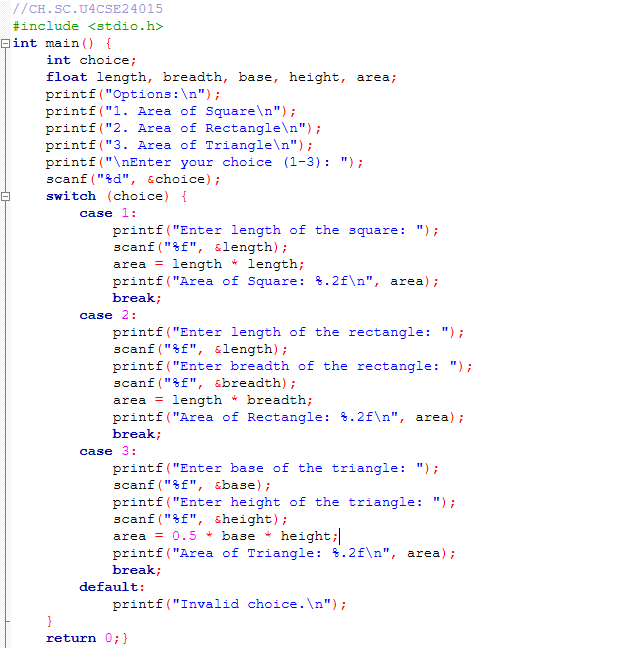 //CH.SC.U4CSE24015
#include <stdio.h>
int main() {
    int choice;
    float length, breadth, base, height, area;
    printf("Options:\n");
    printf("1. Area of Square\n");
    printf("2. Area of Rectangle\n");
    printf("3. Area of Triangle\n");
    printf("\nEnter your choice (1-3): ");
    scanf("%d", &choice);
    switch (choice) {
        case 1:
            printf("Enter length of the square: ");
            scanf("%f", &length);
            area = length * length;
            printf("Area of Square: %.2f\n", area);
            break;
        case 2:
            printf("Enter length of the rectangle: ");
            scanf("%f", &length);
            printf("Enter breadth of the rectangle: ");
            scanf("%f", &breadth);
            area = length * breadth;
            printf("Area of Rectangle: %.2f\n", area);
            break;
        case 3:
            printf("Enter base of the triangle: ");
            scanf("%f", &base);
            printf("Enter height of the triangle: ");
            scanf("%f", &height);
            area = 0.5 * base * height;
            printf("Area of Triangle: %.2f\n", area);
            break;
        default:
            printf("Invalid choice.\n");
    }
    return 0;}